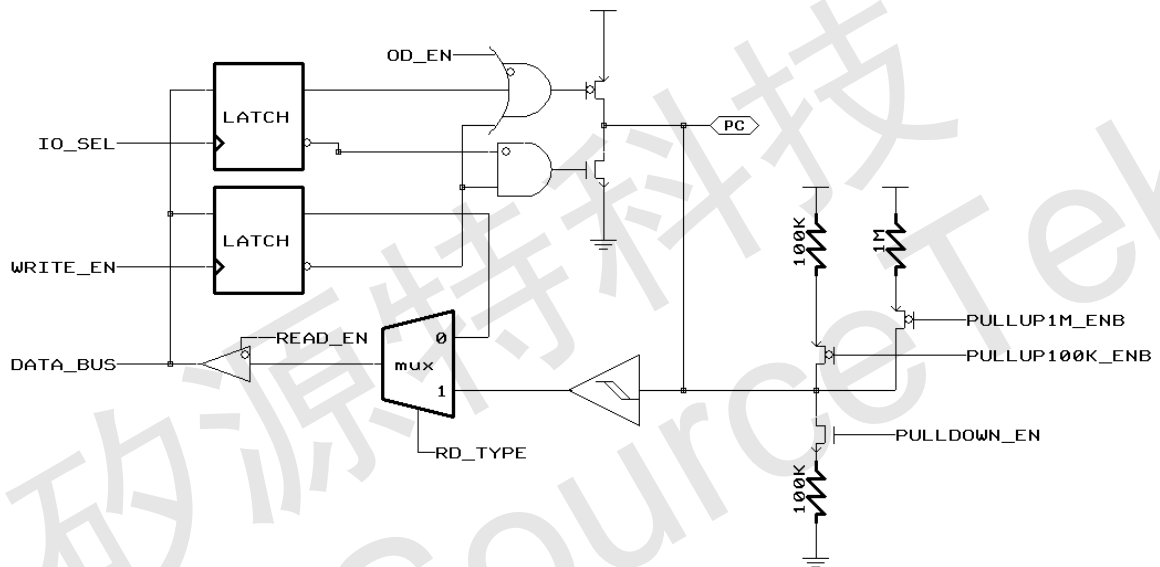 OD_EN
LATCH
IO_SEL
PC
LATCH
WRITE_EN
100K
1M
READ_EN
DATA_BUS
0
mux
1
RD_TYPE
PULLUP1M_ENB
PULLUP100K_ENB
PULLDOWN_EN
100K
矽源特科技
SourceTek